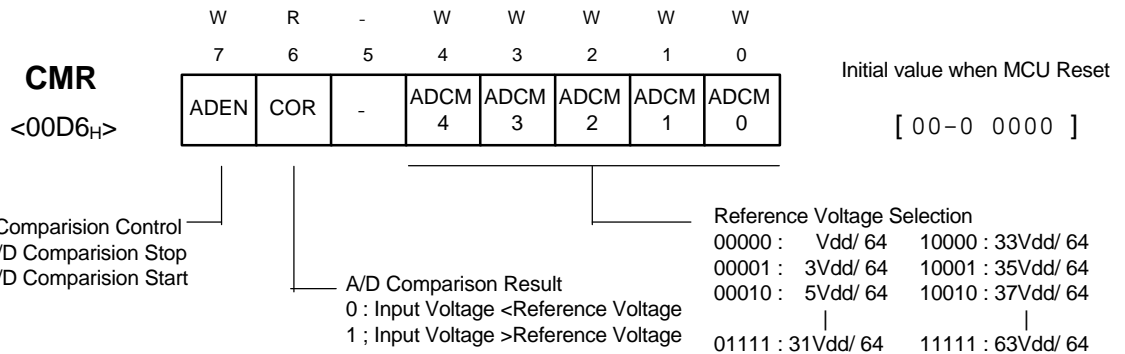 W R - W W W W W
7 6 5 4 3 2 1 0
CMR
<00D6H>
ADEN COR - ADCM 4 ADCM 3 ADCM 2 ADCM 1 ADCM 0
Initial value when MCU Reset
[ 00-0 0000 ]
Comparision Control
/D Comparision Stop
/D Comparision Start
A/D Comparison Result
0 : Input Voltage <Reference Voltage
1 ; Input Voltage >Reference Voltage
Reference Voltage Selection
00000 : Vdd/ 64 10000 : 33Vdd/ 64
00001 : 3Vdd/ 64 10001 : 35Vdd/ 64
00010 : 5Vdd/ 64 10010 : 37Vdd/ 64
01111 : 31Vdd/ 64 11111 : 63Vdd/ 64